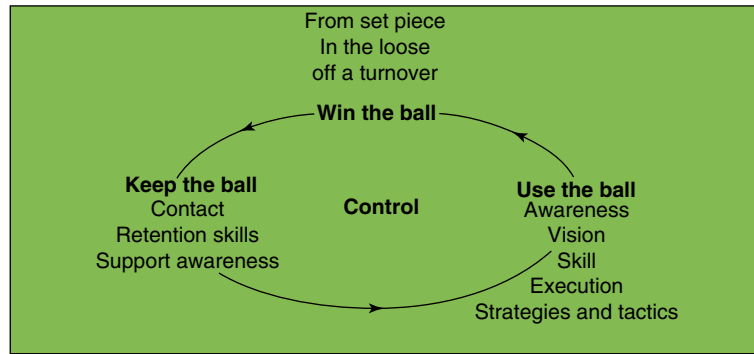 From set piece
In the loose
off a turnover
Win the ball
Keep the ball
Contact
Retention skills
Support awareness
Control
Use the ball
Awareness
Vision
Skill
Execution
Strategies and tactics